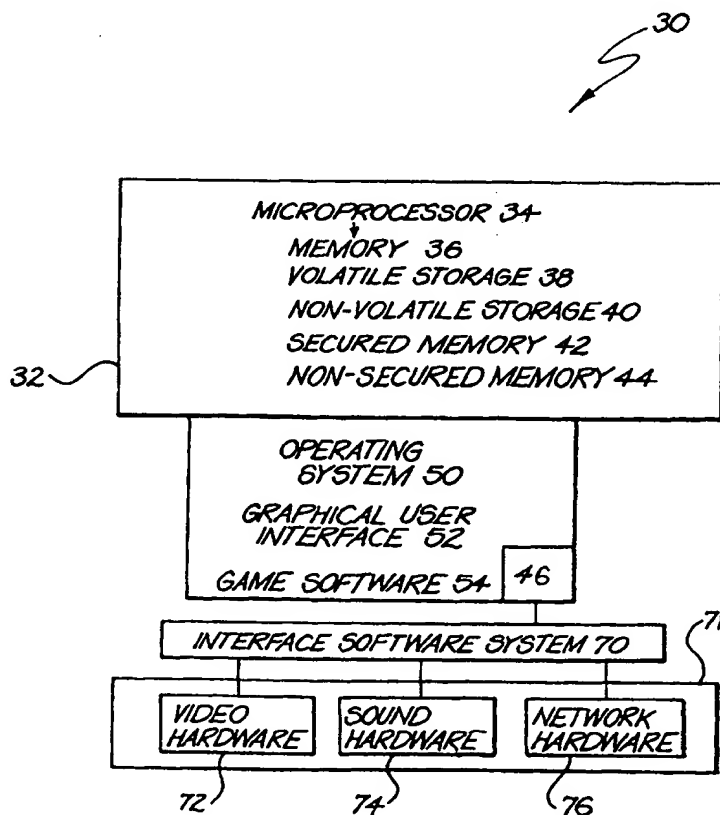 30
MICROPROCESSOR 34
MEMORY 36
VOLATILE STORAGE 38
NON-VOLATILE STORAGE 40
SECURED MEMORY 42
NON-SECURED MEMORY 44
32
OPERATING
SYSTEM 50
GRAPHICAL USER
INTERFACE 52
GAME SOFTWARE 54
46
INTERFACE SOFTWARE SYSTEM 70
VIDEO
HARDWARE
SOUND
HARDWARE
NETWORK
HARDWARE
72
74
76